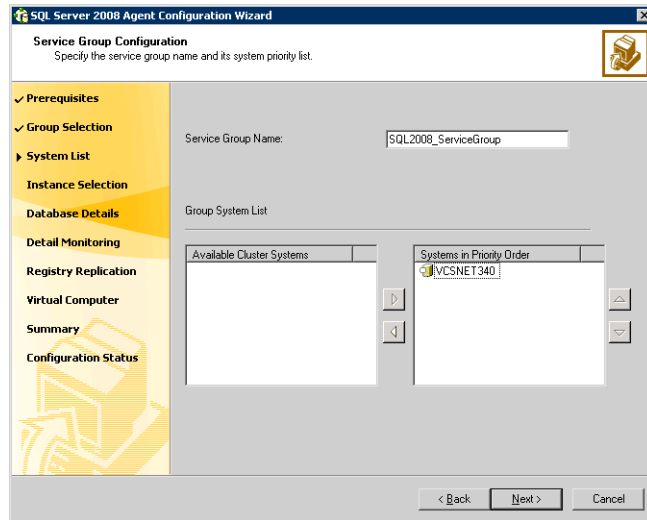 SQL Server 2008 Agent Configuration Wizard
Service Group Configuration
Specify the service group name and its system priority list.
Prerequisites
Group Selection
System List
Instance Selection
Database Details
Detail Monitoring
Registry Replication
Virtual Computer
Summary
Configuration Status
Service Group Name:
SQL2008_ServiceGroup
Group System List
Available Cluster Systems
Systems in Priority Order
VCSNET340
< Back
Next >
Cancel